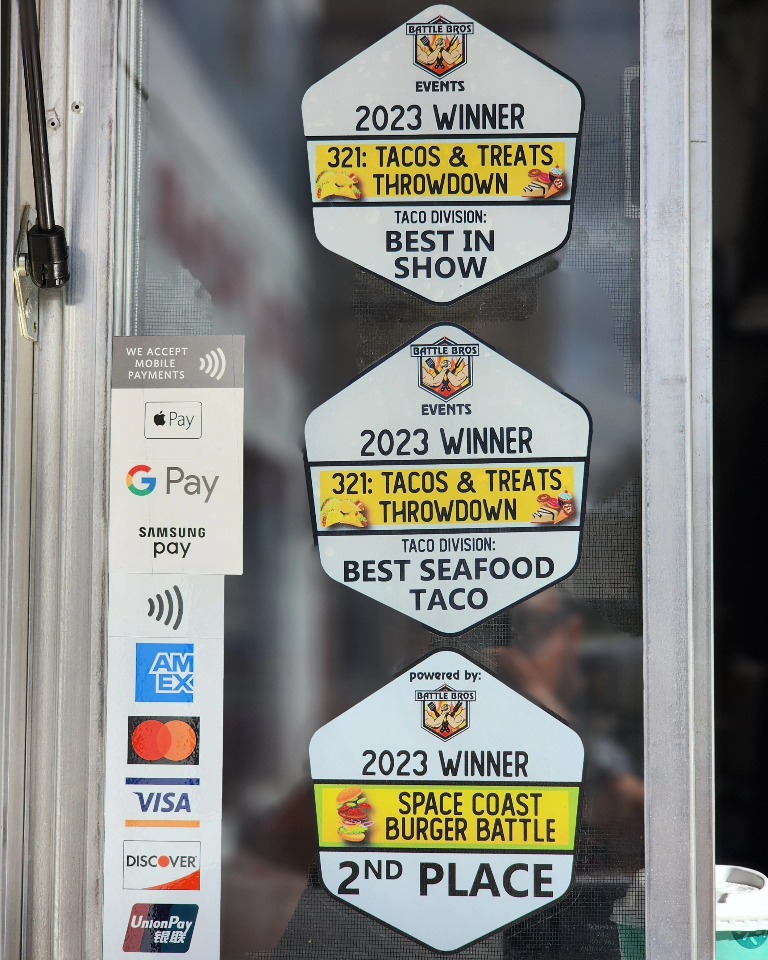 BATTLE BROS
EVENTS
2023 WINNER
321: TACOS & TREATS
THROWDOWN
TACO DIVISION:
BEST IN
SHOW
BATTLE BROS
EVENTS
2023 WINNER
321: TACOS & TREATS
THROWDOWN
TACO DIVISION:
BEST SEAFOOD
TACO
powered by:
BATTLE BROS
2023 WINNER
SPACE COAST
BURGER BATTLE
2ND PLACE
WE ACCEPT
MOBILE
PAYMENTS
Pay
G Pay
SAMSUNG
pay
AM
EX
VISA
DISCOVER
UnionPay
银联